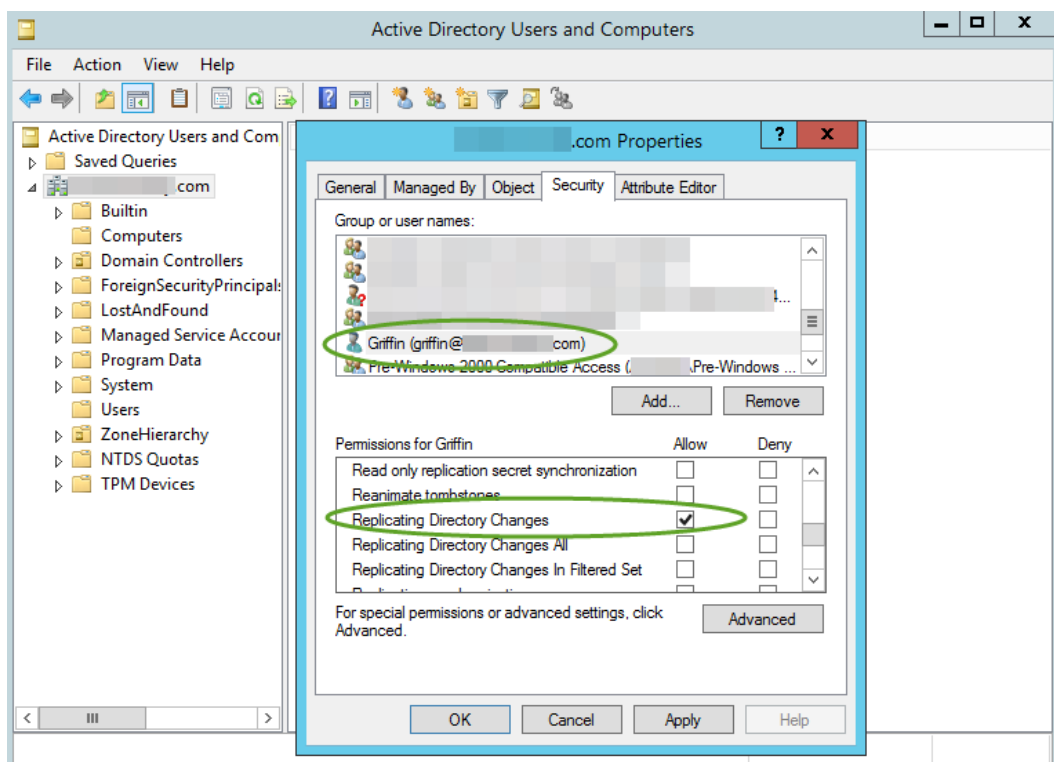 Active Directory Users and Computers
File Action View Help
Active Directory Users and Com
Saved Queries
.com
Builtin
Computers
Domain Controllers
ForeignSecurityPrincipal
LostAndFound
Managed Service Accour
Program Data
System
Users
ZoneHierarchy
NTDS Quotas
TPM Devices
.com Properties
? x
General Managed By Object Security Attribute Editor
Group or user names:
Griffin (griffin@ com)
Pre-Windows 2000 Compatible Access ( \Pre-Windows ...
Add... Remove
Permissions for Griffin Allow Deny
Read only replication secret synchronization
Reanimate tombstones
Replicating Directory Changes
Replicating Directory Changes All
Replicating Directory Changes In Filtered Set
For special permissions or advanced settings, click
Advanced.
Advanced
OK Cancel Apply Help